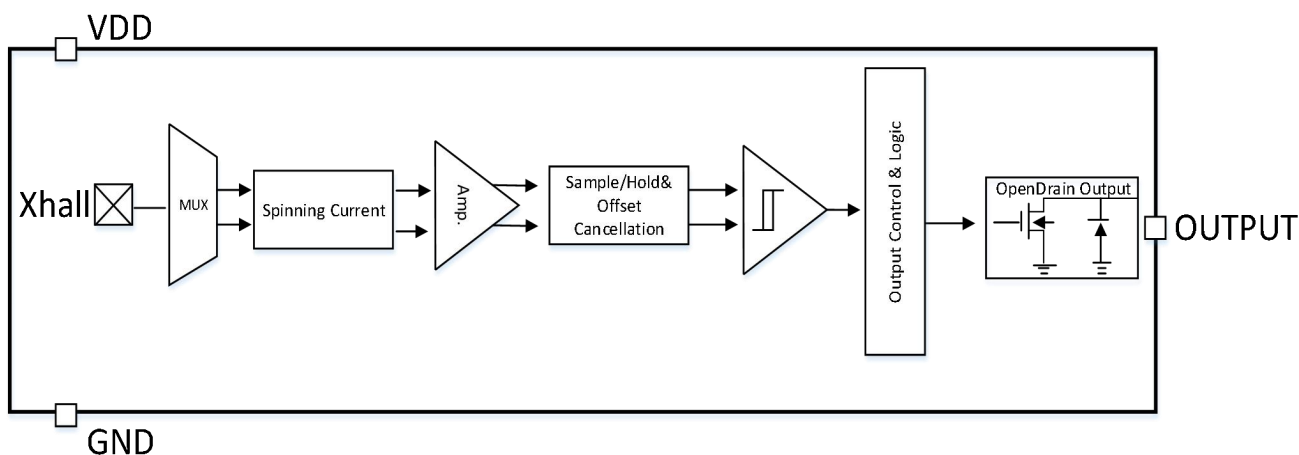 VDD
Xhall
MUX
Spinning Current
Amp.
Sample/Hold&
Offset
Cancellation
Output Control & Logic
OpenDrain Output
OUTPUT
GND